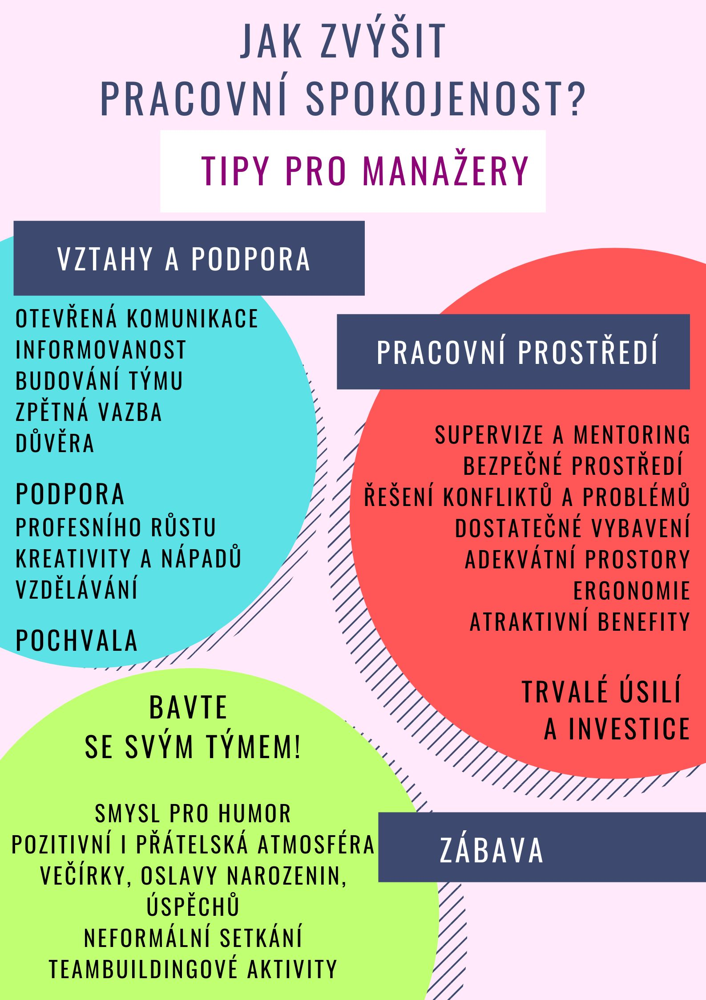 JAK ZVÝŠIT
PRACOVNÍ SPOKOJENOST?
TIPY PRO MANAŽERY
VZTAHY A PODPORA
OTEVŘENÁ KOMUNIKACE
INFORMOVANOST
BUDOVÁNÍ TÝMU
ZPĚTNÁ VAZBA
DŮVĚRA
PODPORA
PROFESNÍHO RŮSTU
KREATIVITY A NÁPADŮ
VZDĚLÁVÁNÍ
POCHVALA
PRACOVNÍ PROSTŘEDÍ
SUPERVIZE A MENTORING
BEZPEČNÉ PROSTŘEDÍ
ŘEŠENÍ KONFLIKTŮ A PROBLÉMŮ
DOSTATEČNÉ VYBAVENÍ
ADEKVÁTNÍ PROSTORY
ERGONOMIE
ATRAKTIVNÍ BENEFITY
TRVALÉ ÚSILÍ
A INVESTICE
BAVTE
SE SVÝM TÝMEM!
SMYSL PRO HUMOR
POZITIVNÍ I PŘÁTELSKÁ ATMOSFÉRA
VEČÍRKY, OSLAVY NAROZENIN,
ÚSPĚCHŮ
NEFORMÁLNÍ SETKÁNÍ
TEAMBUILDINGOVÉ AKTIVITY
ZÁBAVA